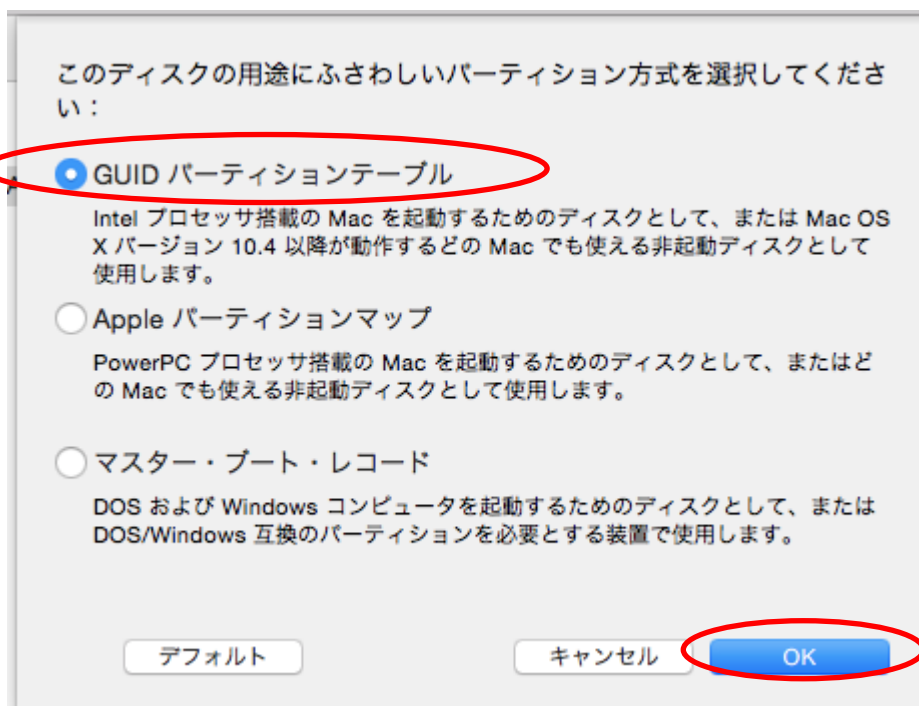 このディスクの用途にふさわしいパーティション方式を選択してくださ
い：
GUID パーティションテーブル
Intel プロセッサ搭載の Mac を起動するためのディスクとして、または Mac OS
X バージョン 10.4 以降が動作するどの Mac でも使える非起動ディスクとして
使用します。
Apple パーティションマップ
PowerPC プロセッサ搭載の Mac を起動するためのディスクとして、またはど
の Mac でも使える非起動ディスクとして使用します。
マスター・ブート・レコード
DOS および Windows コンピュータを起動するためのディスクとして、または
DOS/Windows 互換のパーティションを必要とする装置で使用します。
デフォルト キャンセル OK